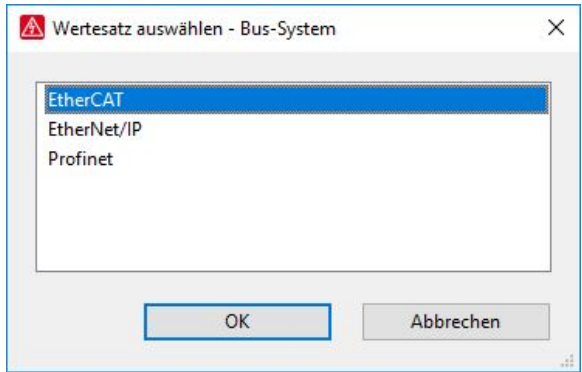 Wertesatz auswählen - Bus-System
EtherCAT
EtherNet/IP
Profinet
OK
Abbrechen